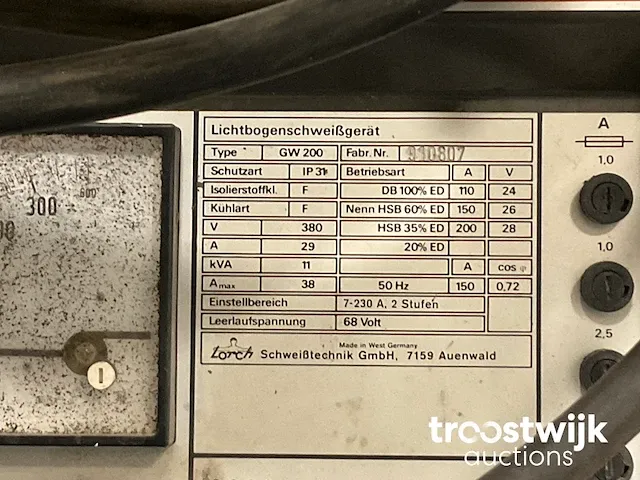 Lichtbogenschweißgerät
Type GW 200 Fabr. Nr. 930807
Schutzart IP 31 Betriebsart A V
Isolierstoffkl. F DB 100% ED 110 24
Kühlart F Nenn HSB 60% ED 150 26
V 380 HSB 35% ED 200 28
A 29 20% ED
kVA 11 A cos φ
Amax 38 50 Hz 150 0,72
Einstellbereich 7-230 A, 2 Stufen
Leerlaufspannung 68 Volt
Made in West Germany
Lorch Schweißtechnik GmbH, 7159 Auenwald
300
A
1,0
1,0
2,5
troostwijk
auctions